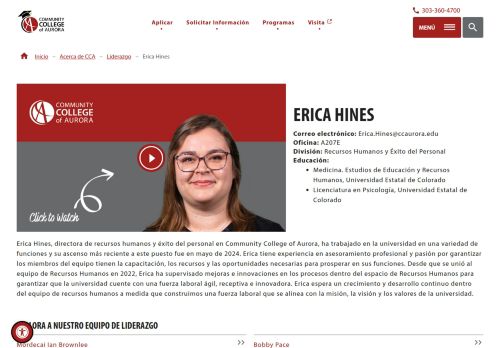 303-360-4700
COMMUNITY
COLLEGE
of AURORA
Aplicar
Solicitar Información
Programas
Visita
MENÚ
Inicio – Acerca de CCA – Liderazgo – Erica Hines
COMMUNITY
COLLEGE
of AURORA
Click to Watch
ERICA HINES
Correo electrónico: Erica.Hines@ccaurora.edu
Oficina: A207E
División: Recursos Humanos y Éxito del Personal
Educación:
• Medicina. Estudios de Educación y Recursos
Humanos, Universidad Estatal de
Colorado
• Licenciatura en Psicología, Universidad Estatal de
Colorado
Erica Hines, directora de recursos humanos y éxito del personal en Community College of Aurora, ha trabajado en la universidad en una variedad de
funciones y su ascenso más reciente a este puesto fue en mayo de 2024. Erica tiene experiencia en asesoramiento profesional y pasión por garantizar
que los miembros del equipo tienen la capacitación, los recursos y las oportunidades necesarias para prosperar en sus funciones. Desde que se unió al
equipo de Recursos Humanos en 2022, Erica ha supervisado mejoras e innovaciones en los procesos dentro del espacio de Recursos Humanos para
garantizar que la universidad cuente con una fuerza laboral ágil, receptiva e innovadora. Erica espera un crecimiento y desarrollo continuo dentro
del equipo de recursos humanos a medida que construimos una fuerza laboral que se alinea con la misión, la visión y los valores de la universidad.
ORA A NUESTRO EQUIPO DE LIDERAZGO
Mordecai Ian Brownlee
Bobby Pace